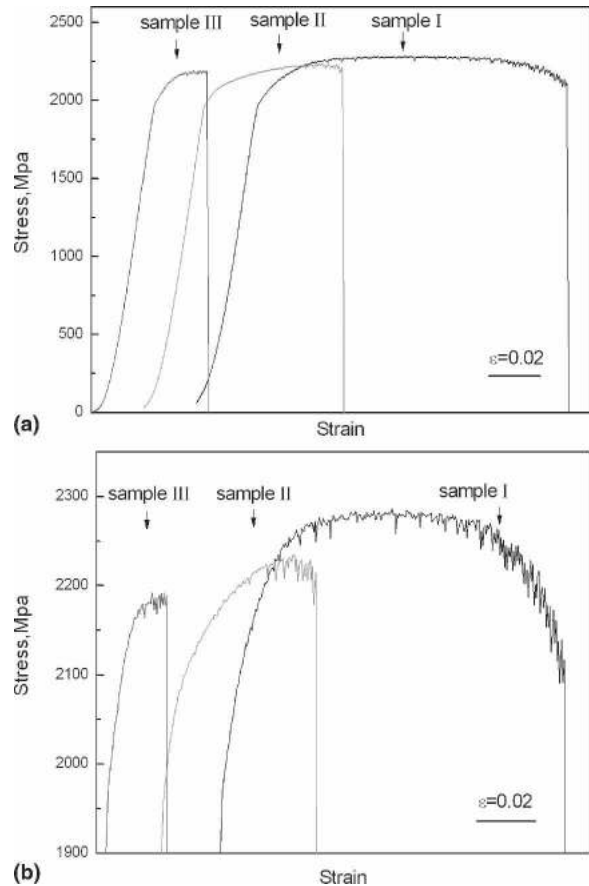 sample III
sample II
sample I
2500
2000
1500
1000
500
0
Stress,Mpa
ε=0.02
(a)
Strain
sample III
sample II
sample I
2300
2200
2100
2000
1900
Stress,Mpa
ε=0.02
(b)
Strain